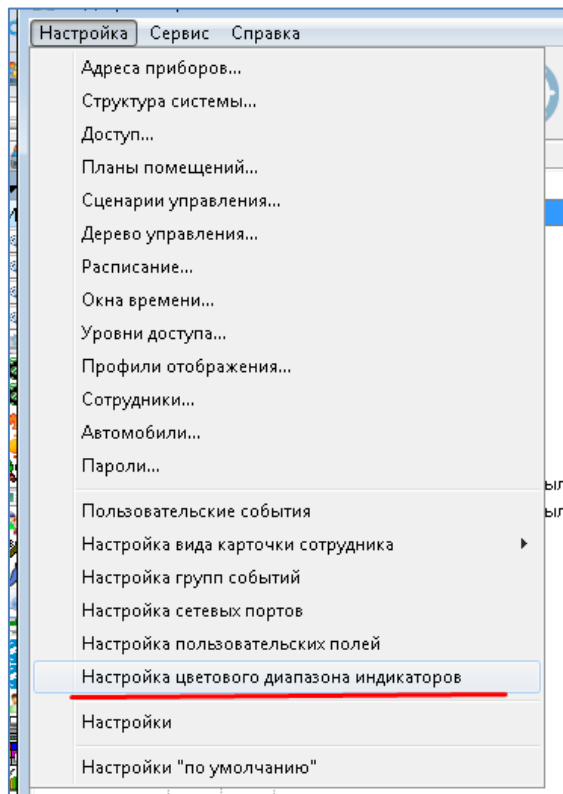 Настройка Сервис Справка
Адреса приборов...
Структура системы...
Доступ...
Планы помещений...
Сценарии управления...
Дерево управления...
Расписание...
Окна времени...
Уровни доступа...
Профили отображения...
Сотрудники...
Автомобили...
Пароли...
Пользовательские события
Настройка вида карточки сотрудника
Настройка групп событий
Настройка сетевых портов
Настройка пользовательских полей
Настройка цветового диапазона индикаторов
Настройки
Настройки "по умолчанию"